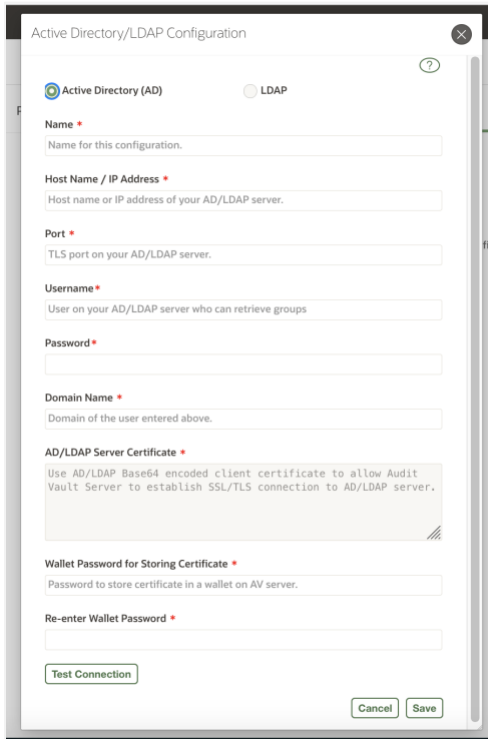 Active Directory/LDAP Configuration
?
Active Directory (AD) LDAP
Name *
Name for this configuration.
Host Name / IP Address *
Host name or IP address of your AD/LDAP server.
Port *
TLS port on your AD/LDAP server.
Username*
User on your AD/LDAP server who can retrieve groups
Password*
Domain Name *
Domain of the user entered above.
AD/LDAP Server Certificate *
Use AD/LDAP Base64 encoded client certificate to allow Audit
Vault Server to establish SSL/TLS connection to AD/LDAP server.
Wallet Password for Storing Certificate *
Password to store certificate in a wallet on AV server.
Re-enter Wallet Password *
Test Connection
Cancel Save